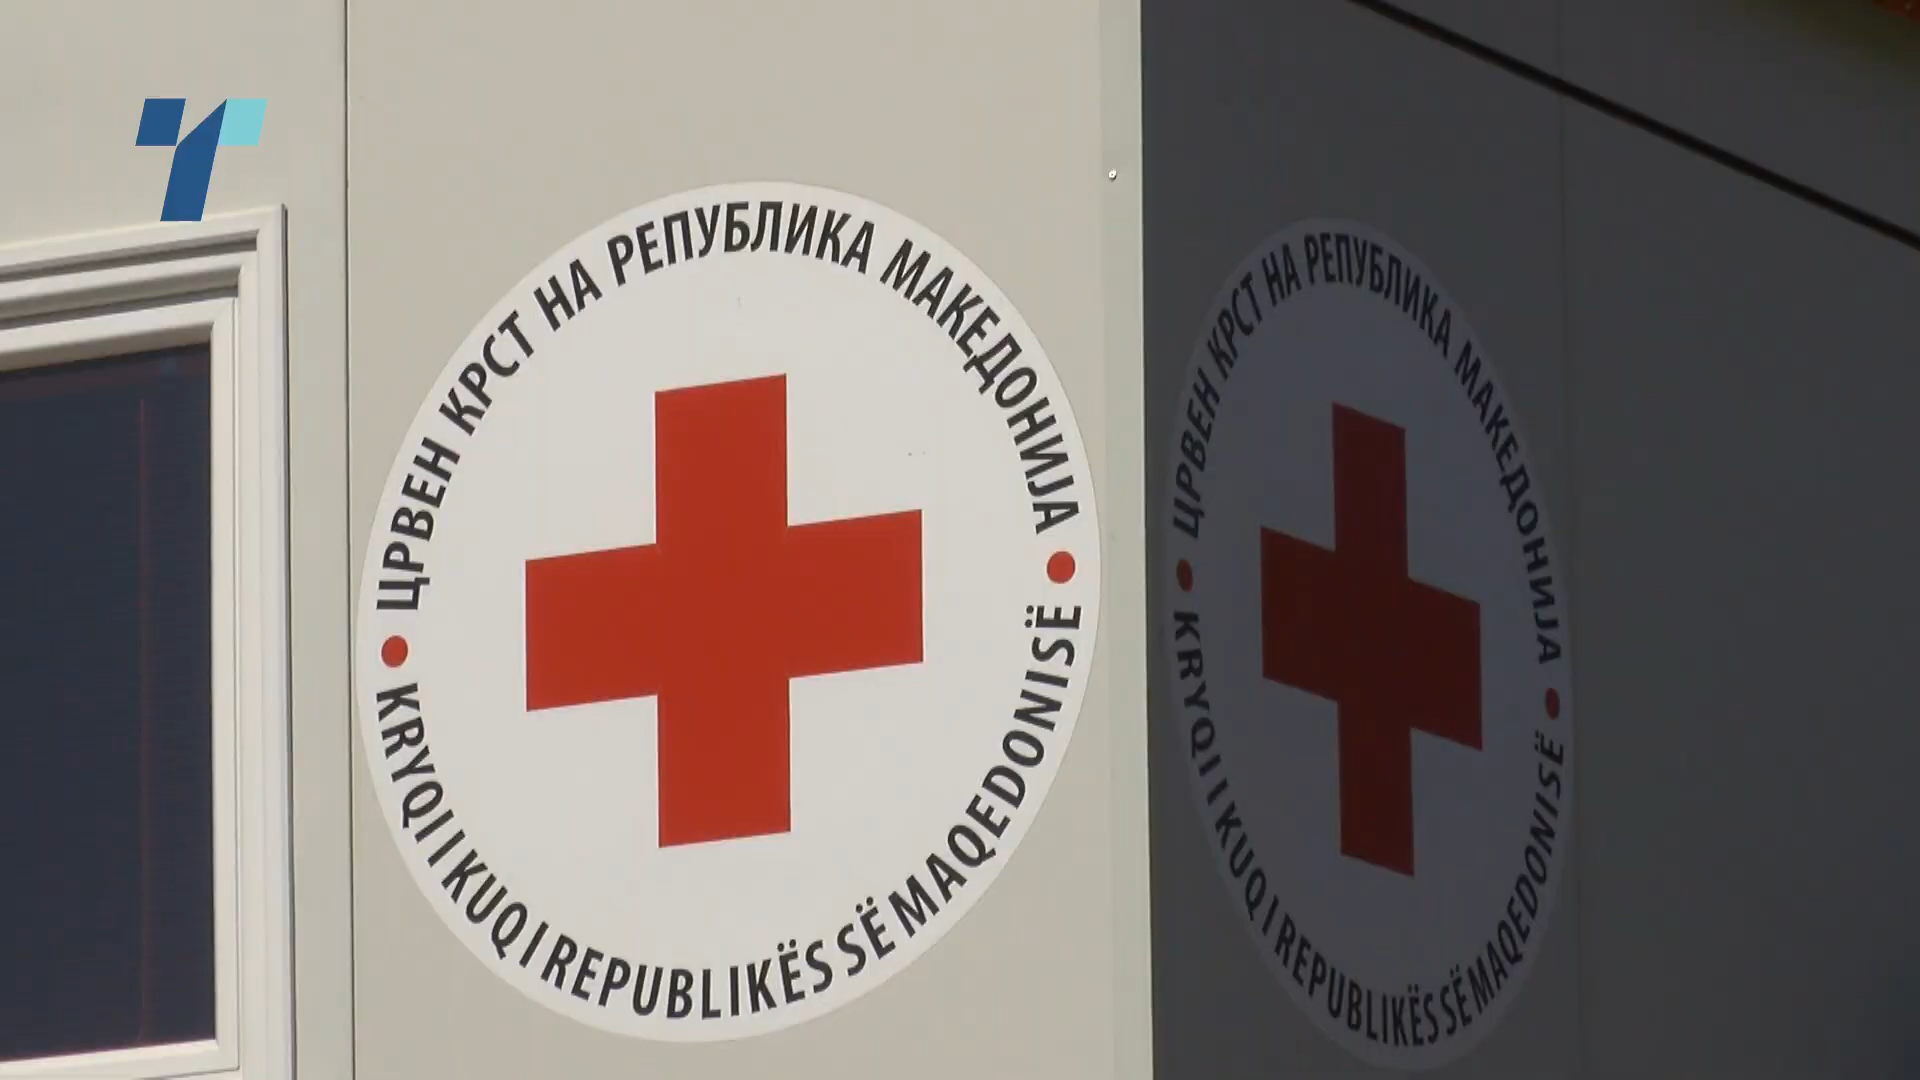 ЦРВЕН КРСТ НА РЕПУБЛИКА МАКЕДОНИЈА
KRYQI I KUQ I REPUBLIKËS SË MAQEDONISË
ЦРВЕН КРСТ НА РЕПУБЛИКА МАКЕДОНИЈА
KRYQI I KUQ I REPUBLIKËS SË MAQEDONISË